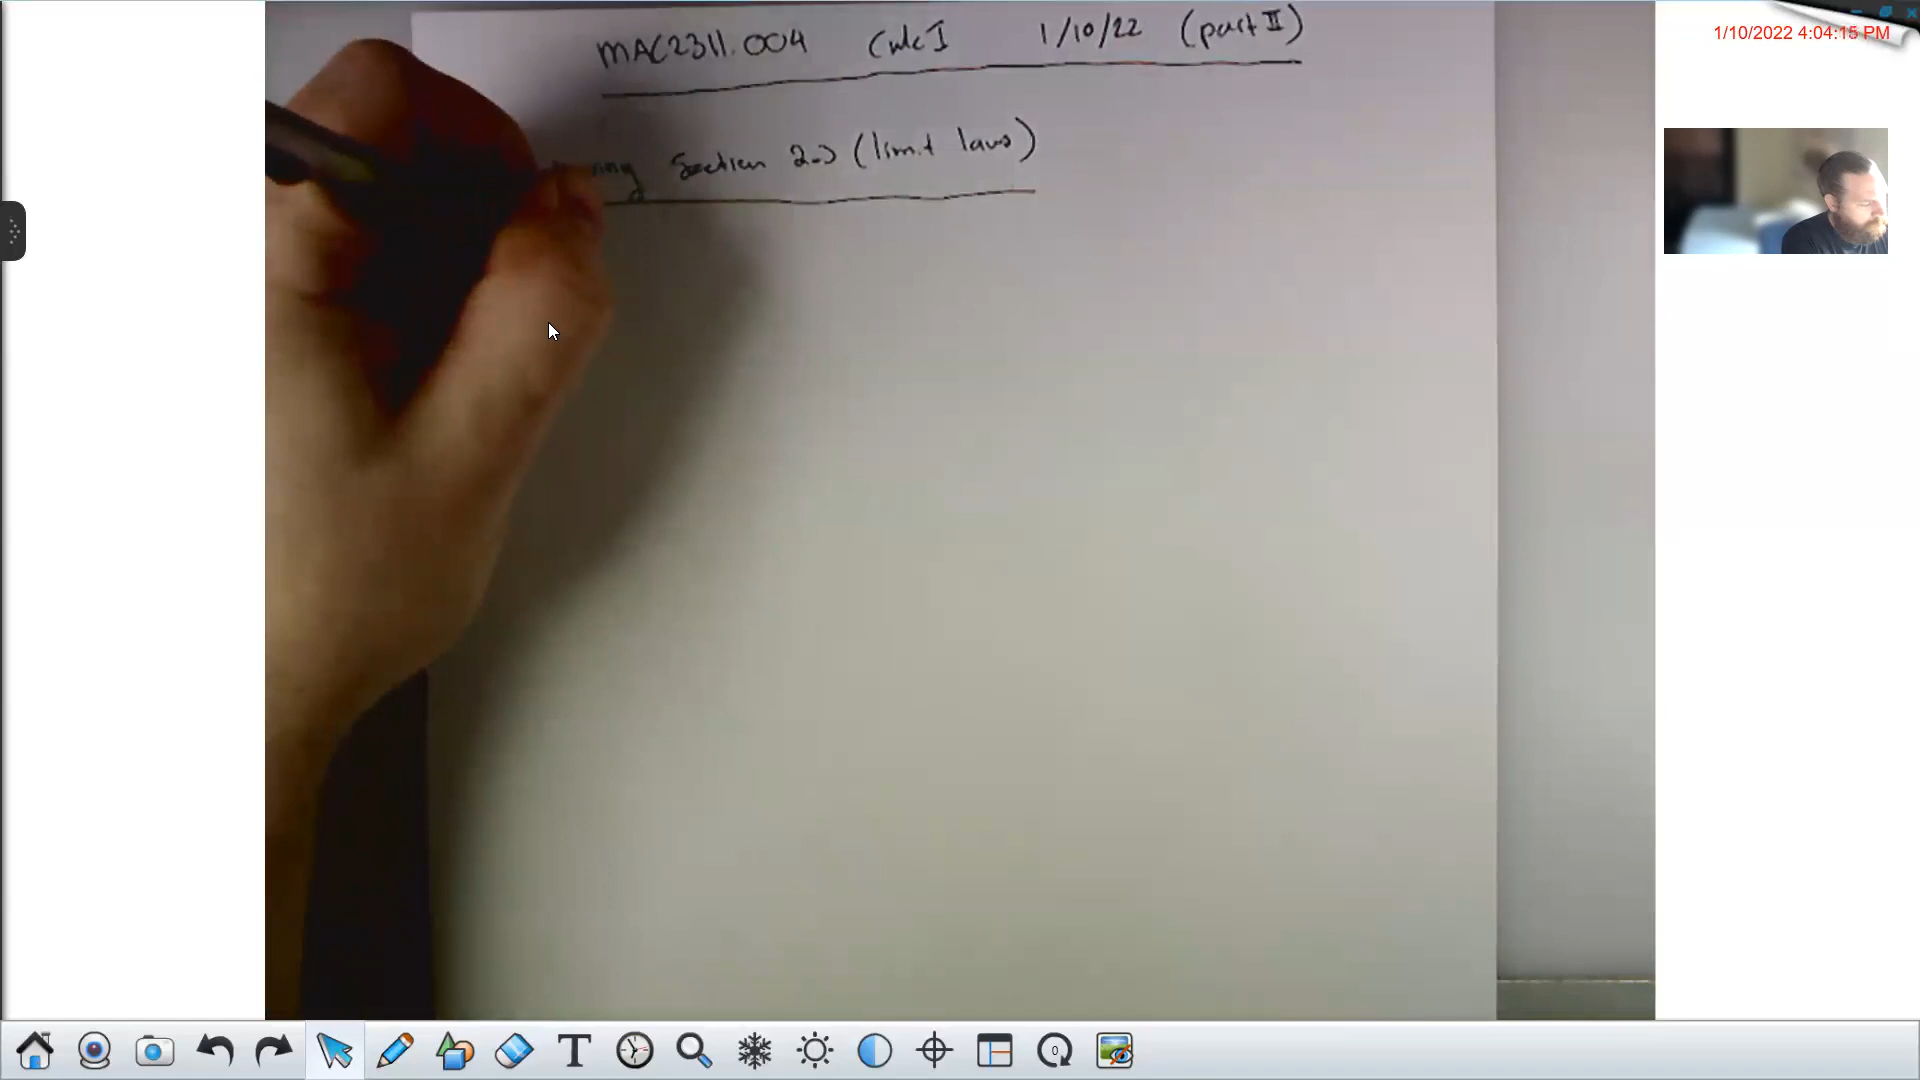 MAC2311.004 Calc I 1/10/22 (part II)
1/10/2022 4:04:15 PM
Section 2.3 (limit laws)